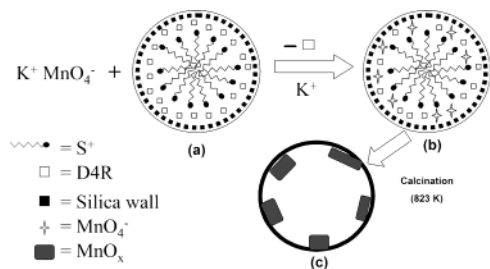 K⁺ MnO₄⁻ +
(a)
– □
K⁺
(b)
= S⁺
= D4R
= Silica wall
= MnO₄⁻
= MnOₓ
Calcination
(823 K)
(c)